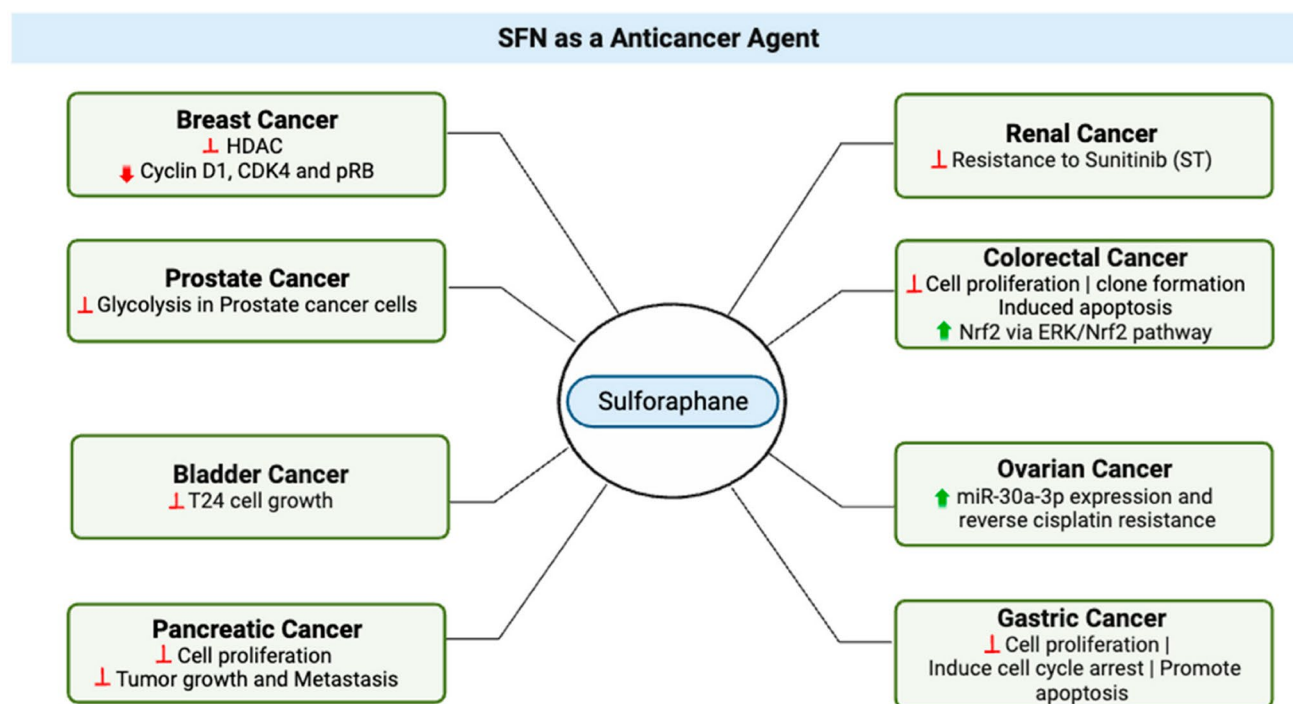 SFN as a Anticancer Agent
Breast Cancer
⊥ HDAC
⬇ Cyclin D1, CDK4 and pRB
Prostate Cancer
⊥ Glycolysis in Prostate cancer cells
Bladder Cancer
⊥ T24 cell growth
Pancreatic Cancer
⊥ Cell proliferation
⊥ Tumor growth and Metastasis
Sulforaphane
Renal Cancer
⊥ Resistance to Sunitinib (ST)
Colorectal Cancer
⊥ Cell proliferation | clone formation
Induced apoptosis
⬆ Nrf2 via ERK/Nrf2 pathway
Ovarian Cancer
⬆ miR-30a-3p expression and
reverse cisplatin resistance
Gastric Cancer
⊥ Cell proliferation |
Induce cell cycle arrest | Promote
apoptosis